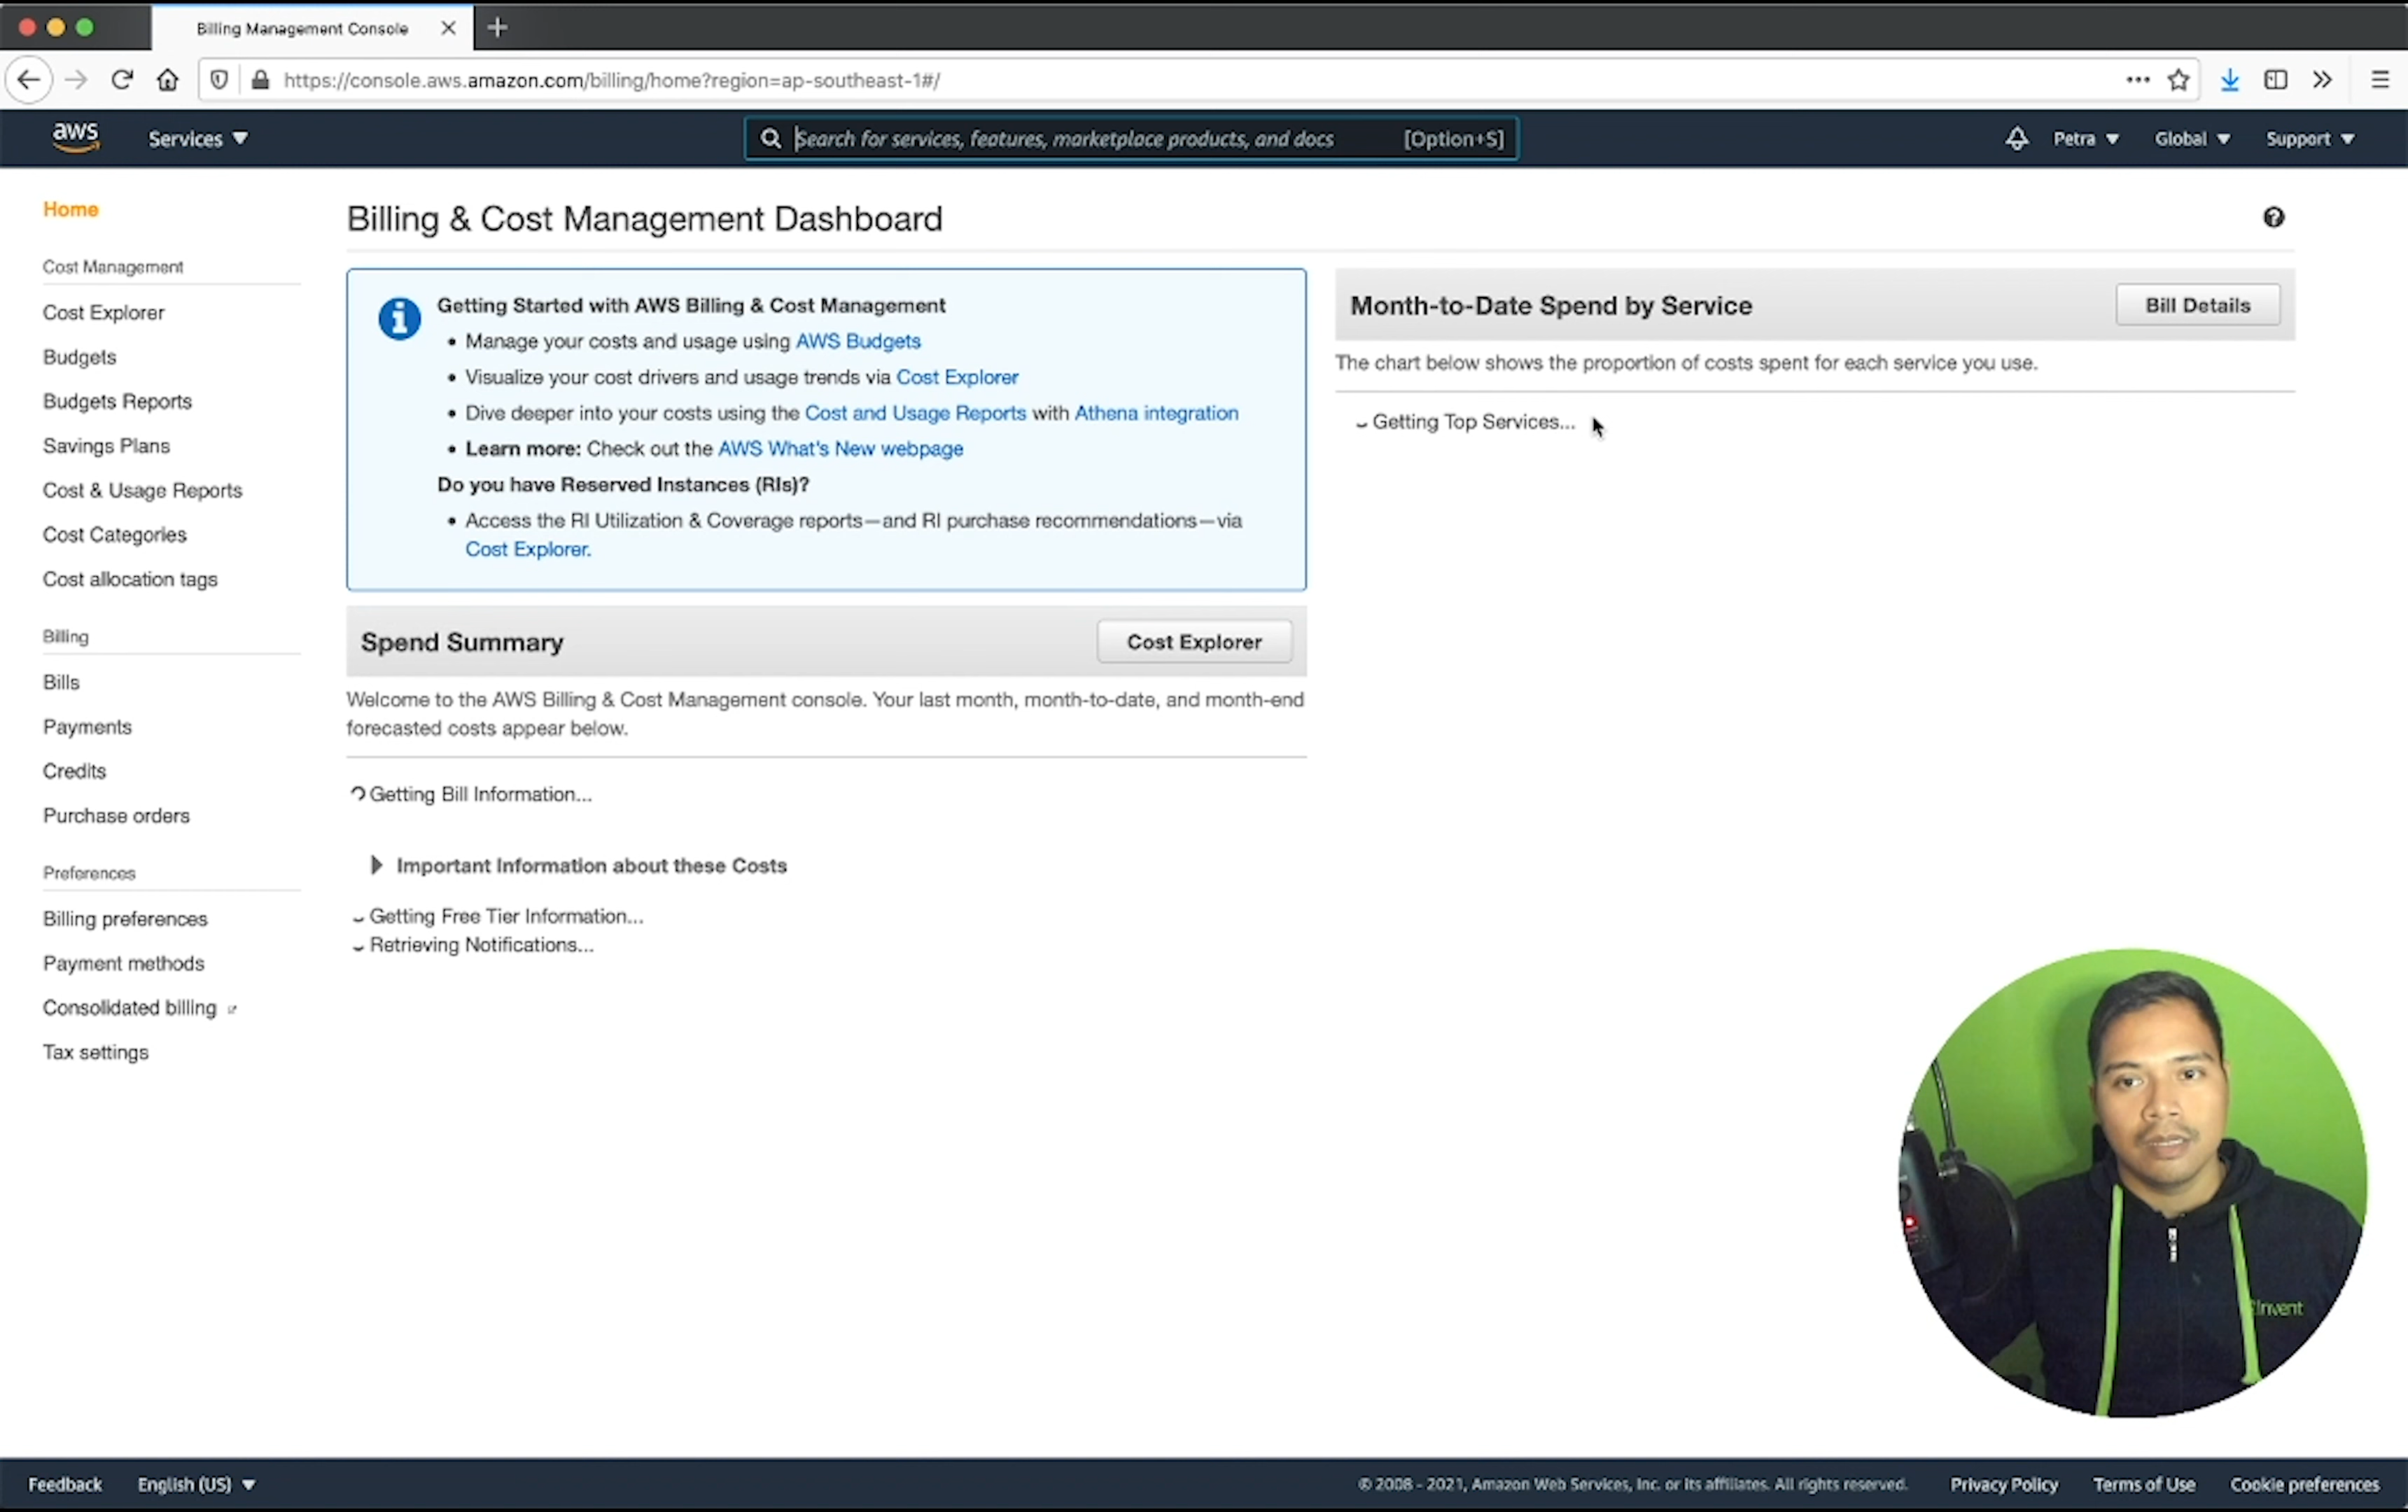 Billing Management Console
https://console.aws.amazon.com/billing/home?region=ap-southeast-1#/
aws
Services
Search for services, features, marketplace products, and docs
[Option+S]
Petra
Global
Support
Home
Cost Management
Cost Explorer
Budgets
Budgets Reports
Savings Plans
Cost & Usage Reports
Cost Categories
Cost allocation tags
Billing
Bills
Payments
Credits
Purchase orders
Preferences
Billing preferences
Payment methods
Consolidated billing
Tax settings
Billing & Cost Management Dashboard
Getting Started with AWS Billing & Cost Management
• Manage your costs and usage using AWS Budgets
• Visualize your cost drivers and usage trends via Cost Explorer
• Dive deeper into your costs using the Cost and Usage Reports with Athena integration
• Learn more: Check out the AWS What's New webpage
Do you have Reserved Instances (RIs)?
• Access the RI Utilization & Coverage reports—and RI purchase recommendations—via
Cost Explorer.
Spend Summary
Cost Explorer
Welcome to the AWS Billing & Cost Management console. Your last month, month-to-date, and month-end
forecasted costs appear below.
Getting Bill Information...
Important Information about these Costs
Getting Free Tier Information...
Retrieving Notifications...
Month-to-Date Spend by Service
Bill Details
The chart below shows the proportion of costs spent for each service you use.
Getting Top Services...
Invent
Feedback
English (US)
© 2008 - 2021, Amazon Web Services, Inc. or its affiliates. All rights reserved.
Privacy Policy
Terms of Use
Cookie preferences